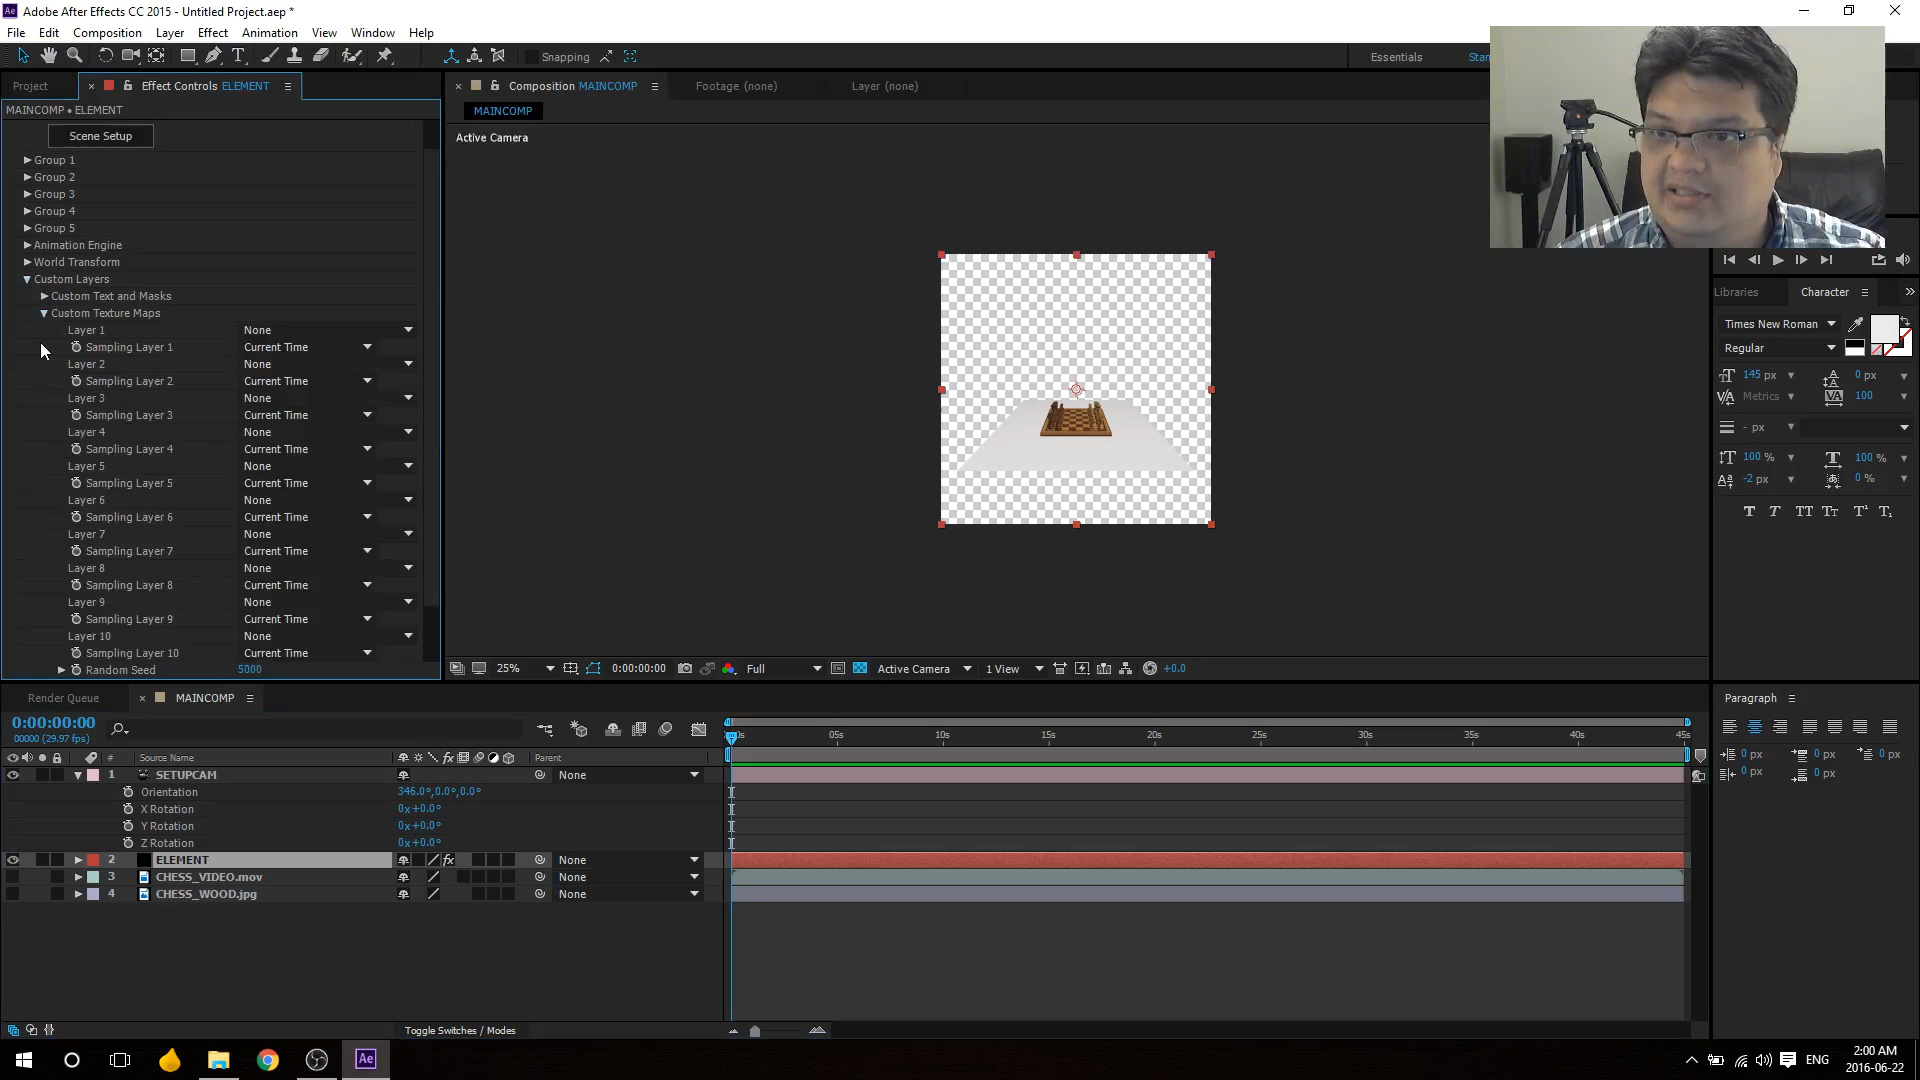 Adobe After Effects CC 2015 - Untitled Project.aep *
File Edit Composition Layer Effect Animation View Window Help
Snapping
Essentials
Project
Effect Controls ELEMENT
Composition MAINCOMP
Footage (none)
Layer (none)
MAINCOMP • ELEMENT
MAINCOMP
Active Camera
Scene Setup
Group 1
Group 2
Group 3
Group 4
Group 5
Animation Engine
World Transform
Custom Layers
Custom Text and Masks
Custom Texture Maps
Layer 1 None
Sampling Layer 1 Current Time
Layer 2 None
Sampling Layer 2 Current Time
Layer 3 None
Sampling Layer 3 Current Time
Layer 4 None
Sampling Layer 4 Current Time
Layer 5 None
Sampling Layer 5 Current Time
Layer 6 None
Sampling Layer 6 Current Time
Layer 7 None
Sampling Layer 7 Current Time
Layer 8 None
Sampling Layer 8 Current Time
Layer 9 None
Sampling Layer 9 Current Time
Layer 10 None
Sampling Layer 10 Current Time
Random Seed 5000
25% 0:00:00:00 Full Active Camera 1 View +0.0
Libraries Character
Times New Roman
Regular
145 px 0 px
Metrics 100
- px
100 % 100 %
-2 px 0 %
Render Queue
MAINCOMP
0:00:00:00
00000 (29.97 fps)
# Source Name Parent
05s 10s 15s 20s 25s 30s 35s 40s 45s
1 SETUPCAM None
Orientation 346.0°,0.0°,0.0°
X Rotation 0x+0.0°
Y Rotation 0x+0.0°
Z Rotation 0x+0.0°
2 ELEMENT fx None
3 CHESS_VIDEO.mov None
4 CHESS_WOOD.jpg None
Toggle Switches / Modes
Paragraph
0 px 0 px 0 px
0 px 0 px
Ae
ENG
2:00 AM
2016-06-22